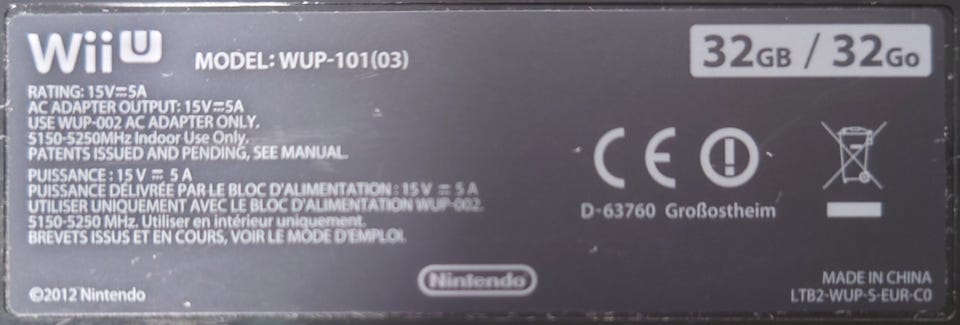 Wii U
MODEL: WUP-101(03)
32GB / 32Go
RATING: 15V⎓5A
AC ADAPTER OUTPUT: 15V⎓5A
USE WUP-002 AC ADAPTER ONLY.
5150-5250MHz Indoor Use Only.
PATENTS ISSUED AND PENDING, SEE MANUAL.
PUISSANCE : 15 V ⎓ 5 A
PUISSANCE DÉLIVRÉE PAR LE BLOC D'ALIMENTATION : 15 V ⎓ 5 A
UTILISER UNIQUEMENT AVEC LE BLOC D'ALIMENTATION WUP-002.
5150-5250 MHz. Utiliser en intérieur uniquement.
BREVETS ISSUS ET EN COURS, VOIR LE MODE D'EMPLOI.
CE
D-63760 Großostheim
©2012 Nintendo
Nintendo
MADE IN CHINA
LTB2-WUP-S-EUR-C0